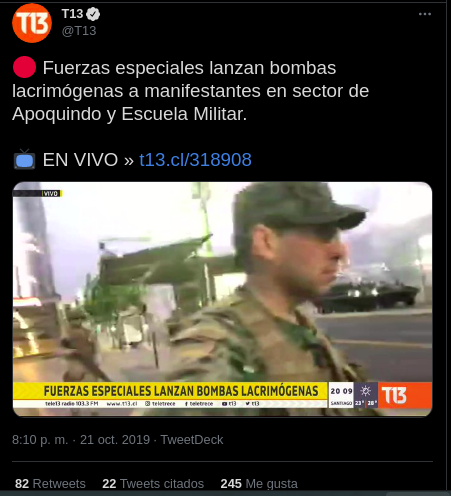 T13
T13
@T13
Fuerzas especiales lanzan bombas
lacrimógenas a manifestantes en sector de
Apoquindo y Escuela Militar.
EN VIVO » t13.cl/318908
VIVO
FUERZAS ESPECIALES LANZAN BOMBAS LACRIMÓGENAS
20 09
SANTIAGO 23° 28°
T13
tele13 radio 103.3 FM www.t13.cl teletrece teletrece t13 t13
8:10 p. m. · 21 oct. 2019 · TweetDeck
82 Retweets 22 Tweets citados 245 Me gusta